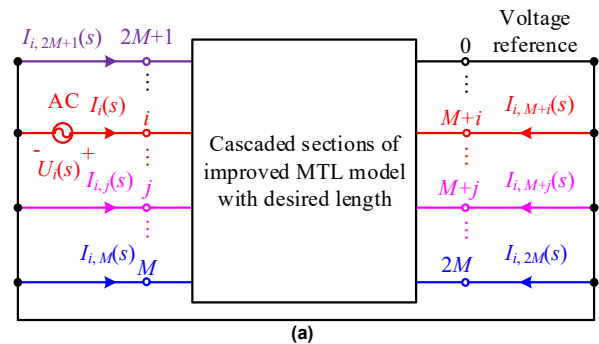 I_{i, 2M+1}(s) 2M+1 0 Voltage
reference
AC I_i(s) i M+i I_{i, M+i}(s)
- U_i(s) +
Cascaded sections of
improved MTL model
with desired length
I_{i, j}(s) j M+j I_{i, M+j}(s)
I_{i, M}(s) M 2M I_{i, 2M}(s)
(a)